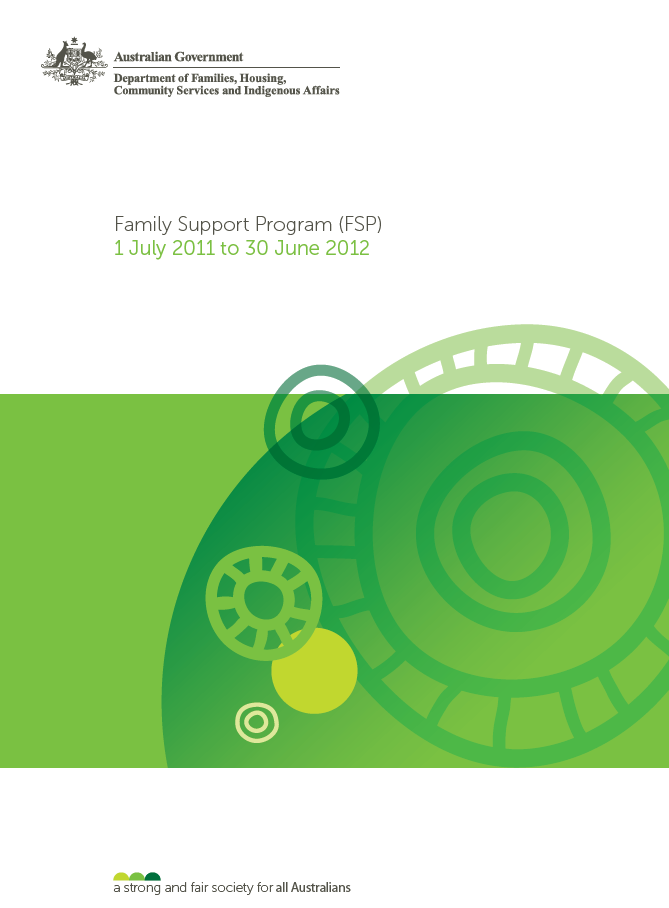 Australian Government
Department of Families, Housing,
Community Services and Indigenous Affairs
Family Support Program (FSP)
1 July 2011 to 30 June 2012
a strong and fair society for all Australians